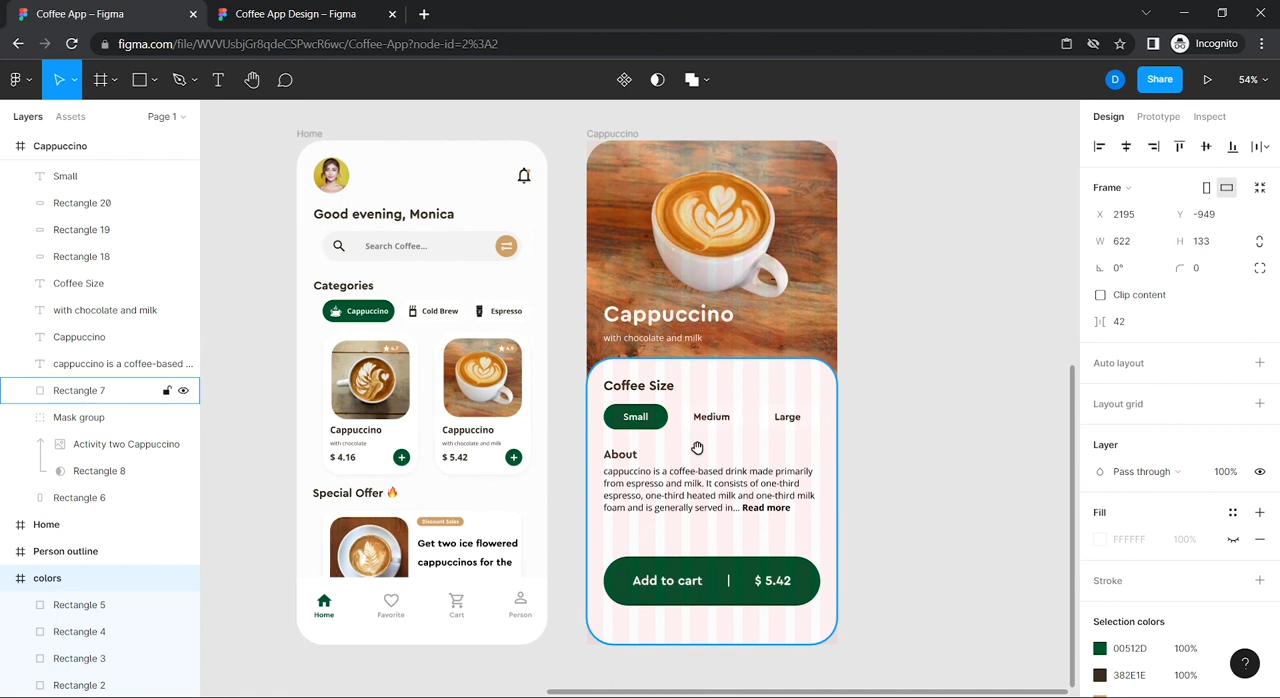 Coffee App – Figma
Coffee App Design – Figma
figma.com/file/WVVUsbjGr8qdeCSPwcR6wc/Coffee-App?node-id=2%3A2
Incognito
D
Share
54%
Layers
Assets
Page 1
Cappuccino
Small
Rectangle 20
Rectangle 19
Rectangle 18
Coffee Size
with chocolate and milk
Cappuccino
cappuccino is a coffee-based ...
Rectangle 7
Mask group
Activity two Cappuccino
Rectangle 8
Rectangle 6
Home
Person outline
colors
Rectangle 5
Rectangle 4
Rectangle 3
Rectangle 2
Home
Good evening, Monica
Search Coffee...
Categories
Cappuccino
Cold Brew
Espresso
4.7
4.9
Cappuccino
with chocolate
$ 4.16
Cappuccino
with chocolate and milk
$ 5.42
Special Offer 🔥
Discount Sales
Get two ice flowered
cappuccinos for the
Home
Favorite
Cart
Person
Cappuccino
Cappuccino
with chocolate and milk
Coffee Size
Small
Medium
Large
About
cappuccino is a coffee-based drink made primarily
from espresso and milk. It consists of one-third
espresso, one-third heated milk and one-third milk
foam and is generally served in... Read more
Add to cart | $ 5.42
Design
Prototype
Inspect
Frame
X 2195 Y -949
W 622 H 133
0° 0
Clip content
42
Auto layout
Layout grid
Layer
Pass through 100%
Fill
FFFFFF 100%
Stroke
Selection colors
00512D 100%
382E1E 100%
?